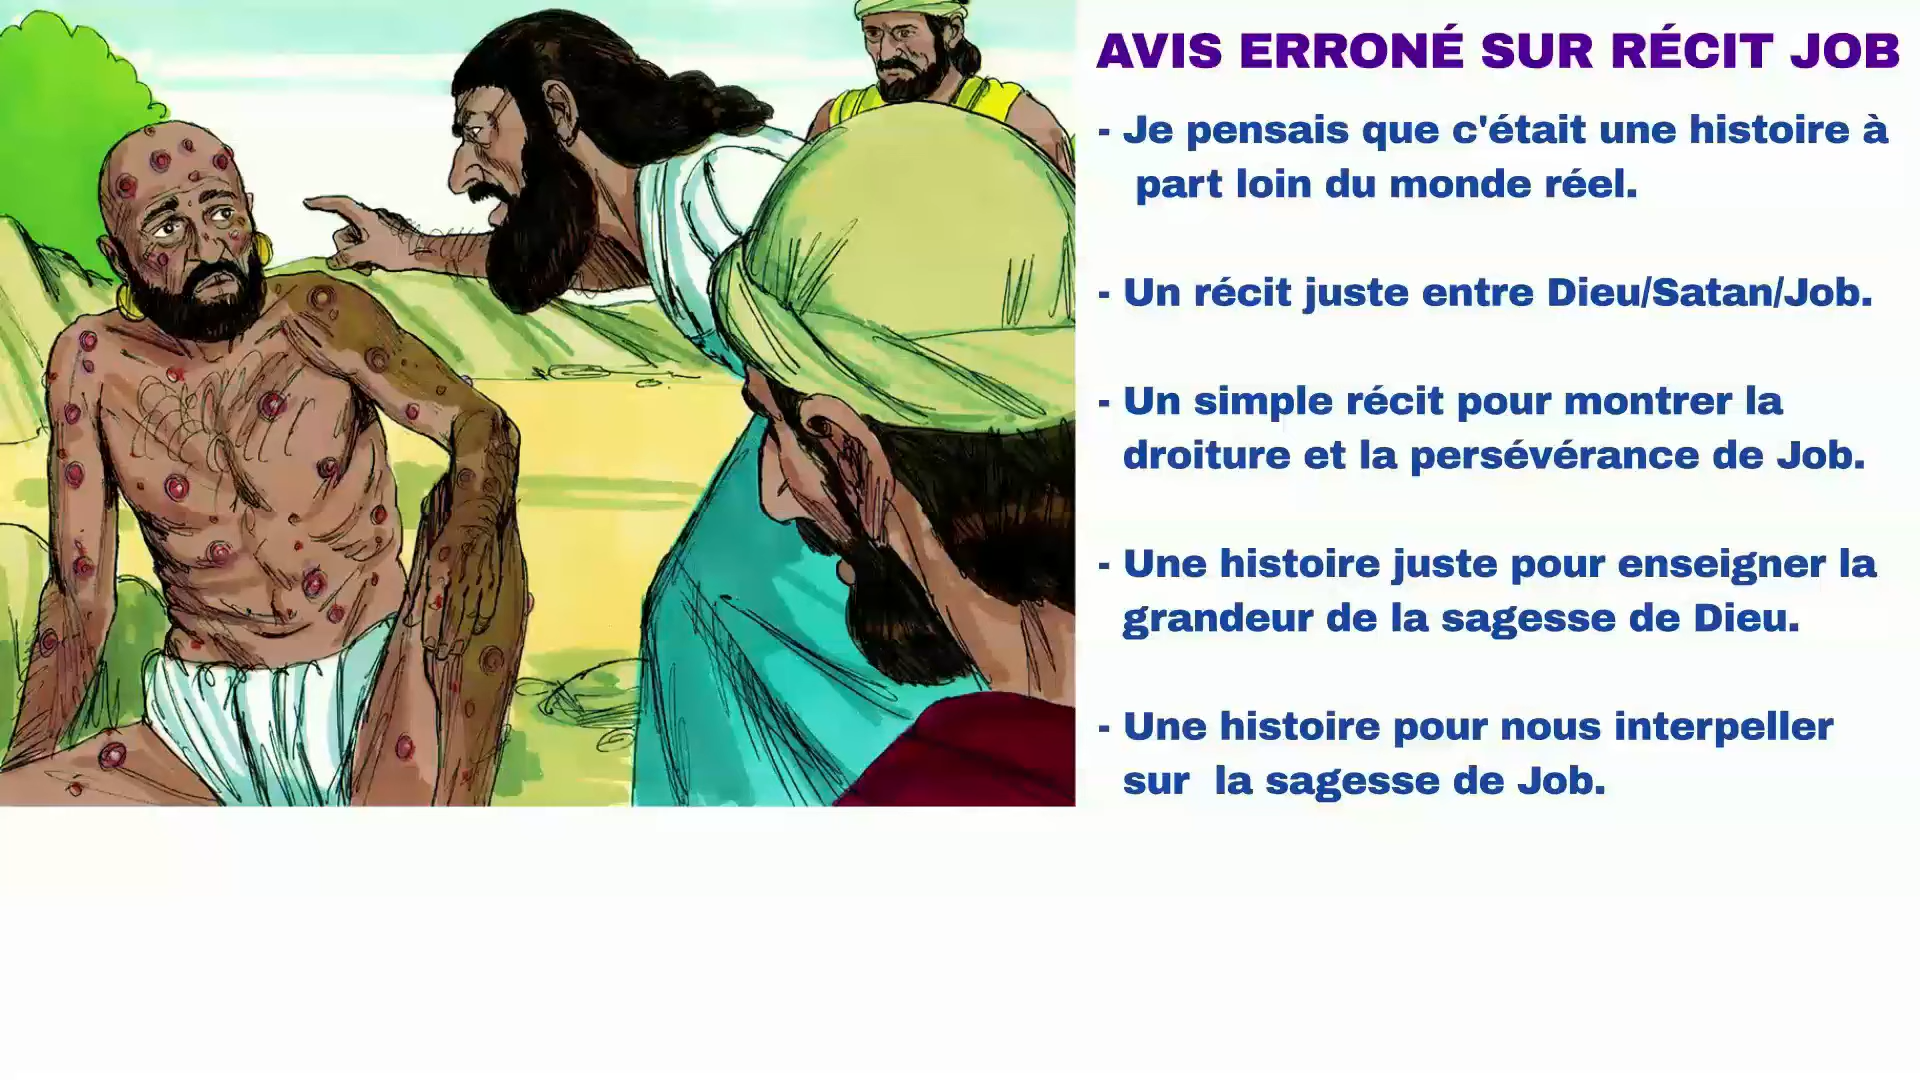 AVIS ERRONÉ SUR RÉCIT JOB
- Je pensais que c'était une histoire à
part loin du monde réel.
- Un récit juste entre Dieu/Satan/Job.
- Un simple récit pour montrer la
droiture et la persévérance de Job.
- Une histoire juste pour enseigner la
grandeur de la sagesse de Dieu.
- Une histoire pour nous interpeller
sur la sagesse de Job.